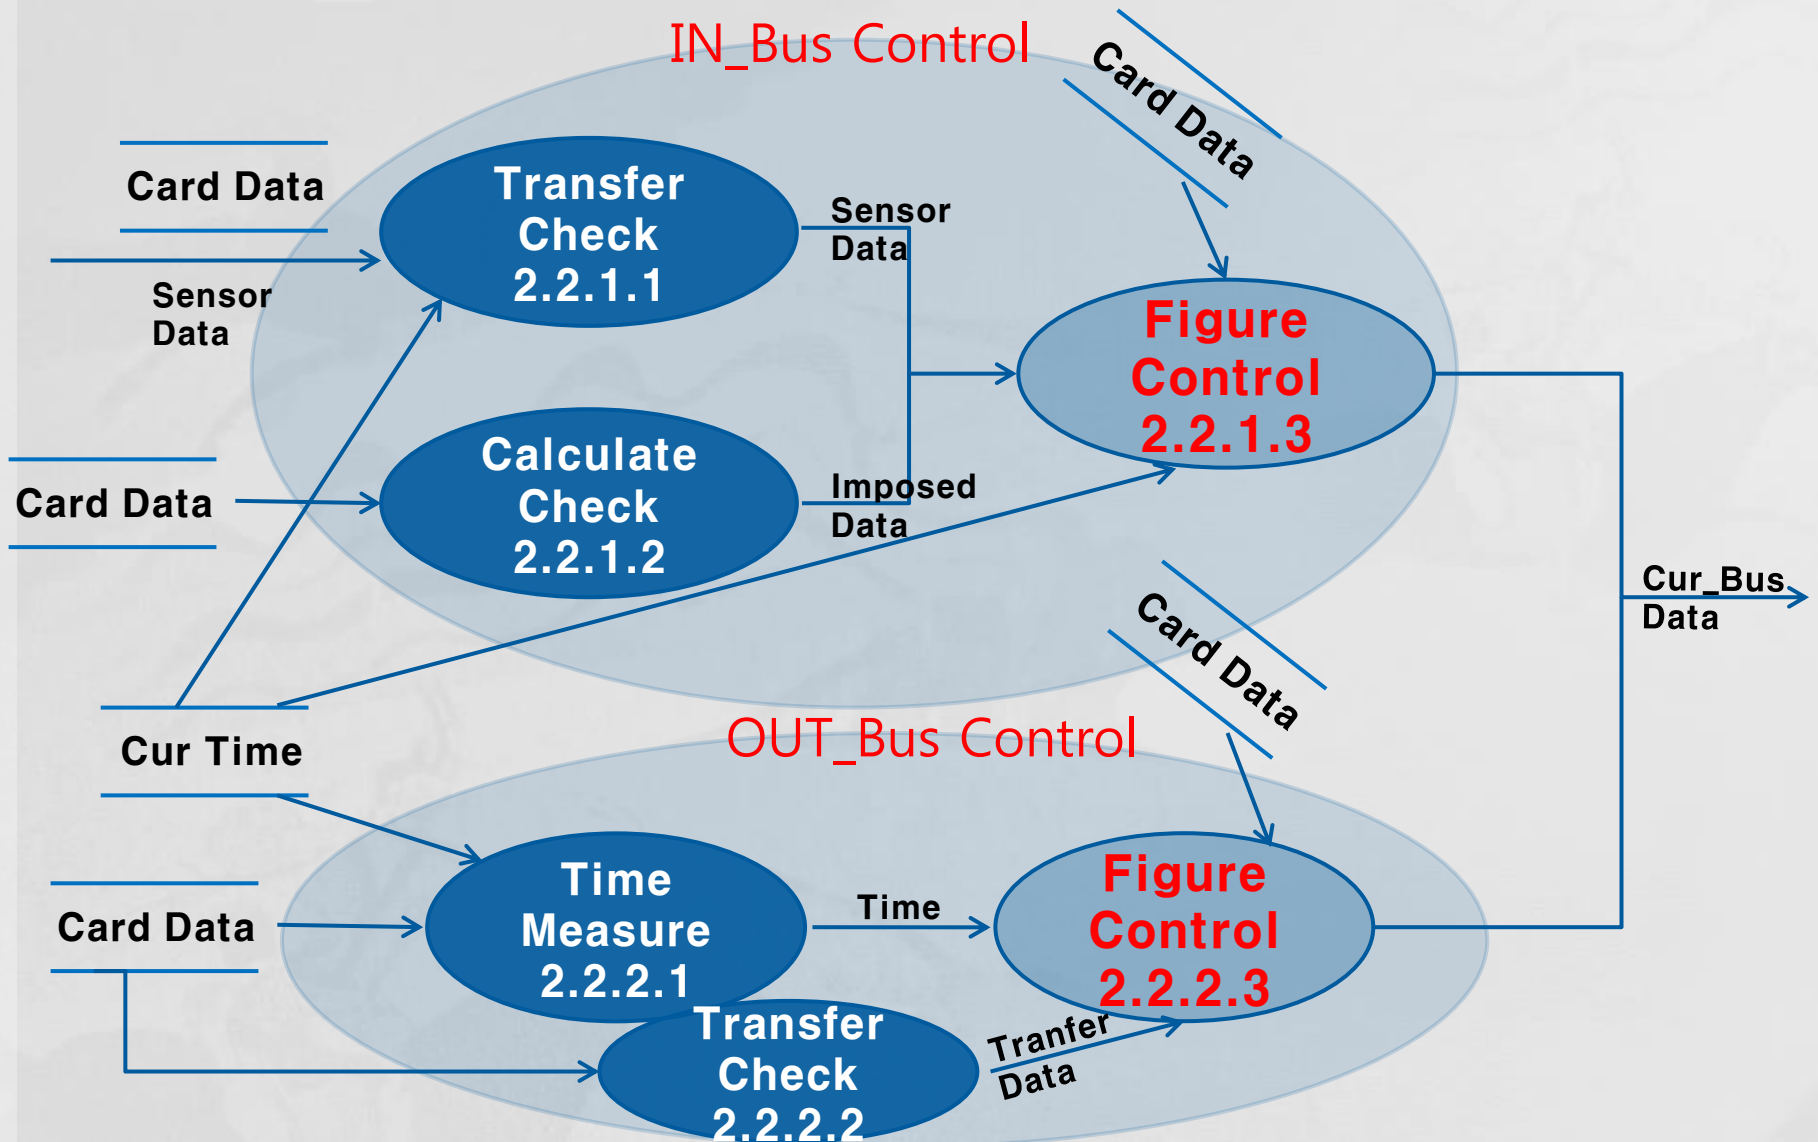 IN_Bus Control
Card Data
Card Data
Transfer
Check
2.2.1.1
Sensor
Data
Sensor
Data
Figure
Control
2.2.1.3
Calculate
Check
2.2.1.2
Card Data
Imposed
Data
Cur_Bus
Data
Card Data
Cur Time
OUT_Bus Control
Time
Measure
2.2.2.1
Card Data
Time
Figure
Control
2.2.2.3
Transfer
Check
2.2.2.2
Tranfer
Data